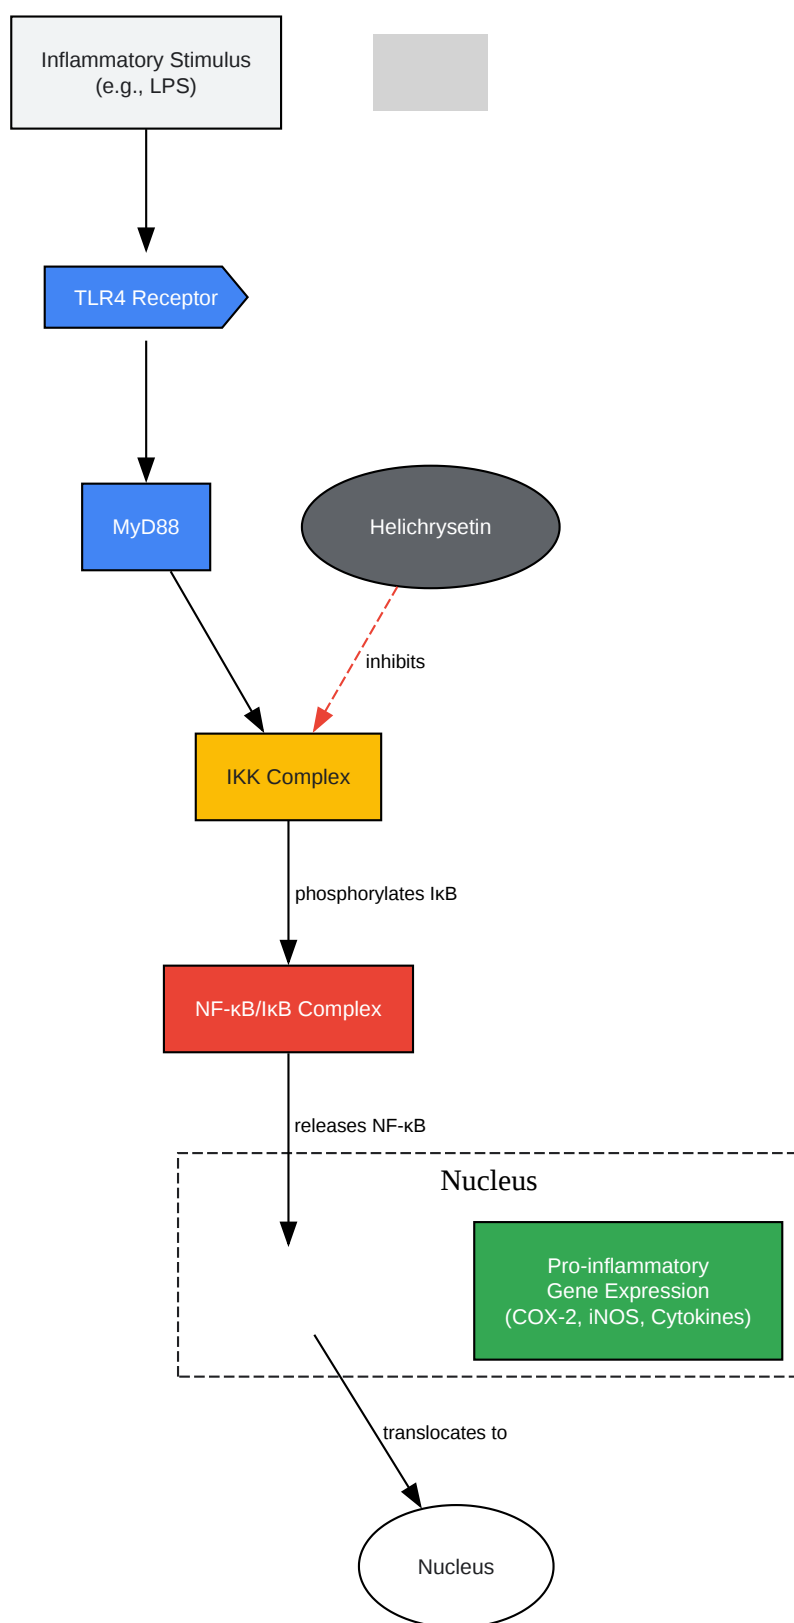 Inflammatory Stimulus
(e.g., LPS)
TLR4 Receptor
MyD88
Helichrysetin
inhibits
IKK Complex
phosphorylates IκB
NF-κB/IκB Complex
releases NF-κB
Nucleus
Pro-inflammatory
Gene Expression
(COX-2, iNOS, Cytokines)
translocates to
Nucleus